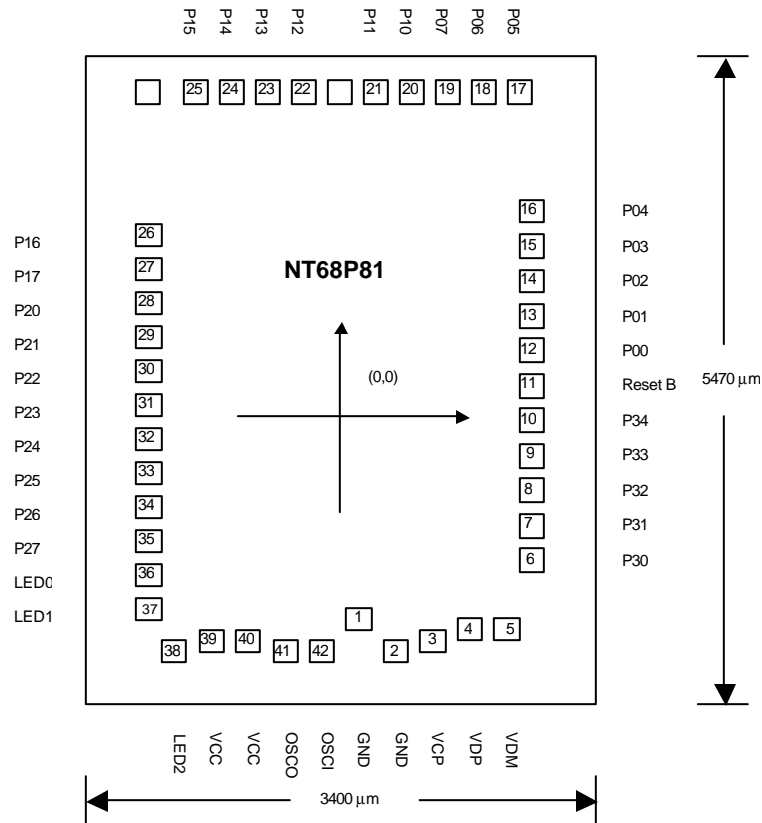 P15 P14 P13 P12 P11 P10 P07 P06 P05
25 24 23 22 21 20 19 18 17
16 P04
P16 26
15 P03
P17 27
NT68P81
14 P02
P20 28
13 P01
P21 29
12 P00
P22 30
(0,0)
11 Reset B
5470 µm
P23 31
10 P34
P24 32
9 P33
P25 33
8 P32
P26 34
7 P31
P27 35
6 P30
LED0 36
LED1 37
1
38 39 40 41 42 2 3 4 5
LED2 VCC VCC OSCO OSCI GND GND VCP VDP VDM
3400 µm